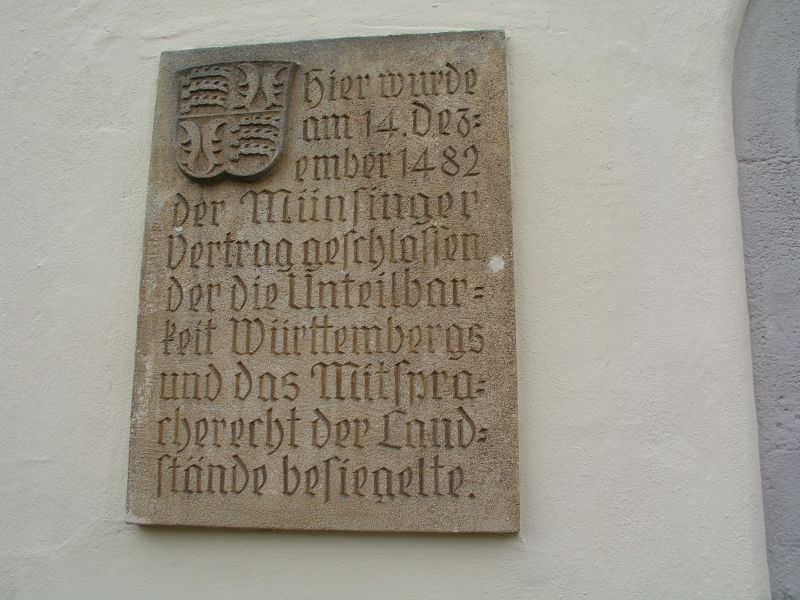 Hier wurde
am 14. Dez⸗
ember 1482
der Münſinger
Vertrag geſchloſſen
der die Unteilbar⸗
keit Württembergs
und das Mitſpra⸗
cherecht der Land⸗
ſtände beſiegelte.